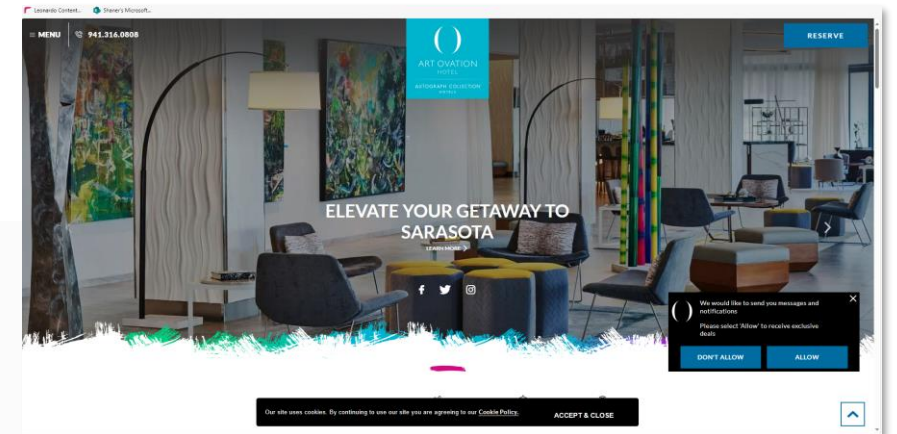 Leonardo Content...
Sherer's Microsoft...
MENU
941.316.0808
ART OVATION
HOTEL
AUTOGRAPH COLLECTION
HOTELS
RESERVE
ELEVATE YOUR GETAWAY TO
SARASOTA
LEARN MORE
We would like to send you messages and
notifications
Please select 'Allow' to receive exclusive
deals
DON'T ALLOW
ALLOW
Our site uses cookies. By continuing to use our site you are agreeing to our Cookie Policy.
ACCEPT & CLOSE